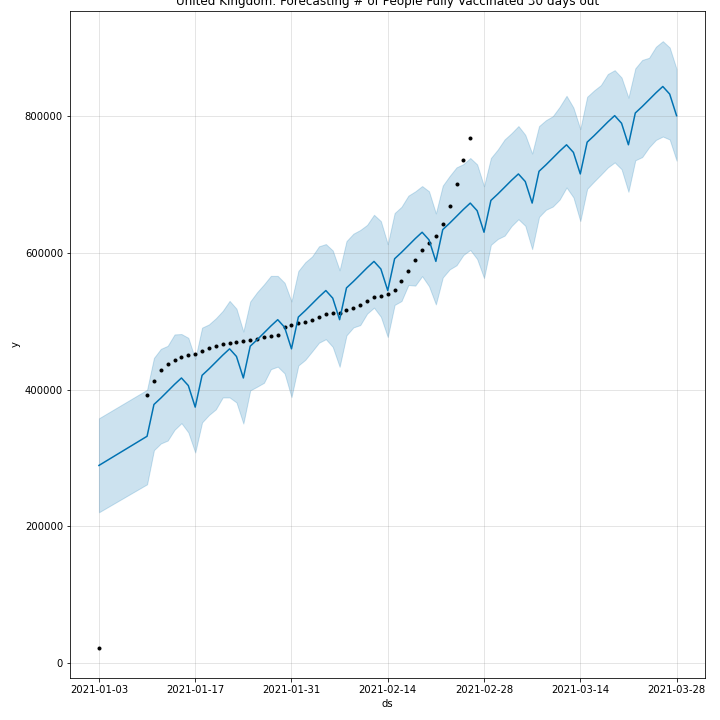 United Kingdom: Forecasting # of People Fully Vaccinated 30 days out
800000
600000
400000
200000
0
y
2021-01-03 2021-01-17 2021-01-31 2021-02-14 2021-02-28 2021-03-14 2021-03-28
ds